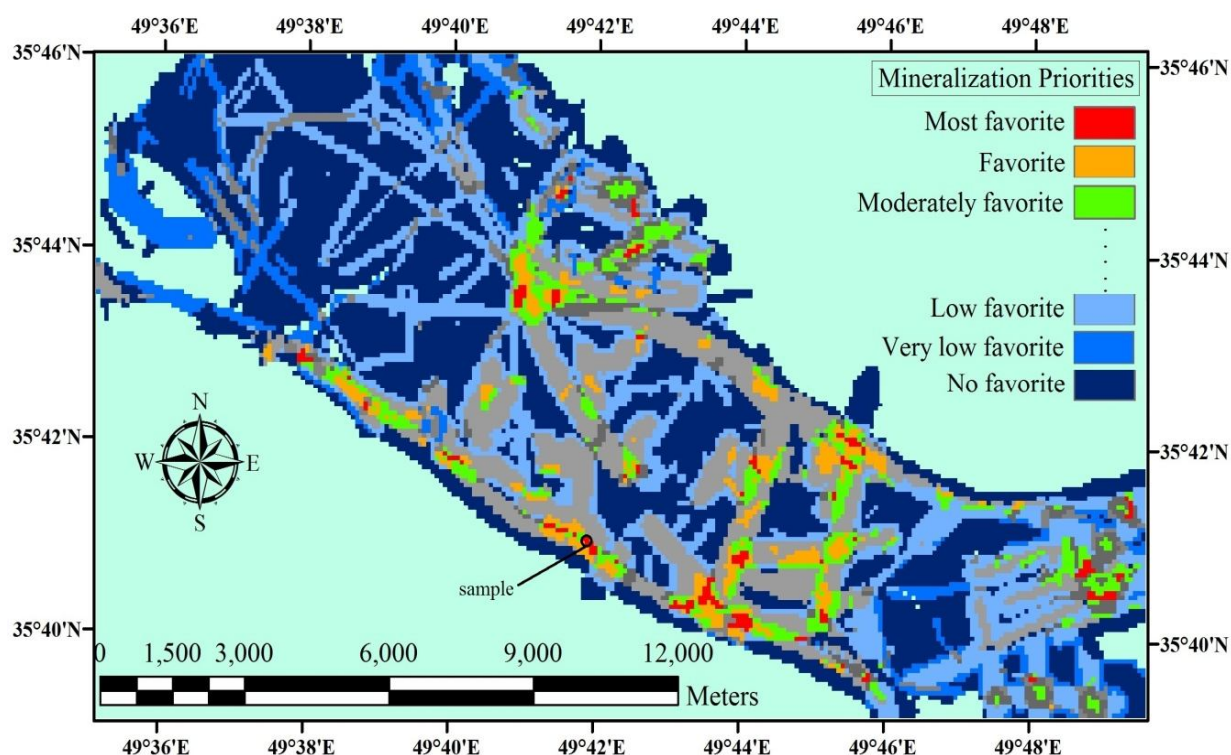 49°36'E 49°38'E 49°40'E 49°42'E 49°44'E 49°46'E 49°48'E
35°46'N 35°46'N
Mineralization Priorities
Most favorite
Favorite
Moderately favorite
35°44'N 35°44'N
Low favorite
Very low favorite
No favorite
N
35°42'N 35°42'N
W E
S
sample
35°40'N 35°40'N
0 1,500 3,000 6,000 9,000 12,000
Meters
49°36'E 49°38'E 49°40'E 49°42'E 49°44'E 49°46'E 49°48'E